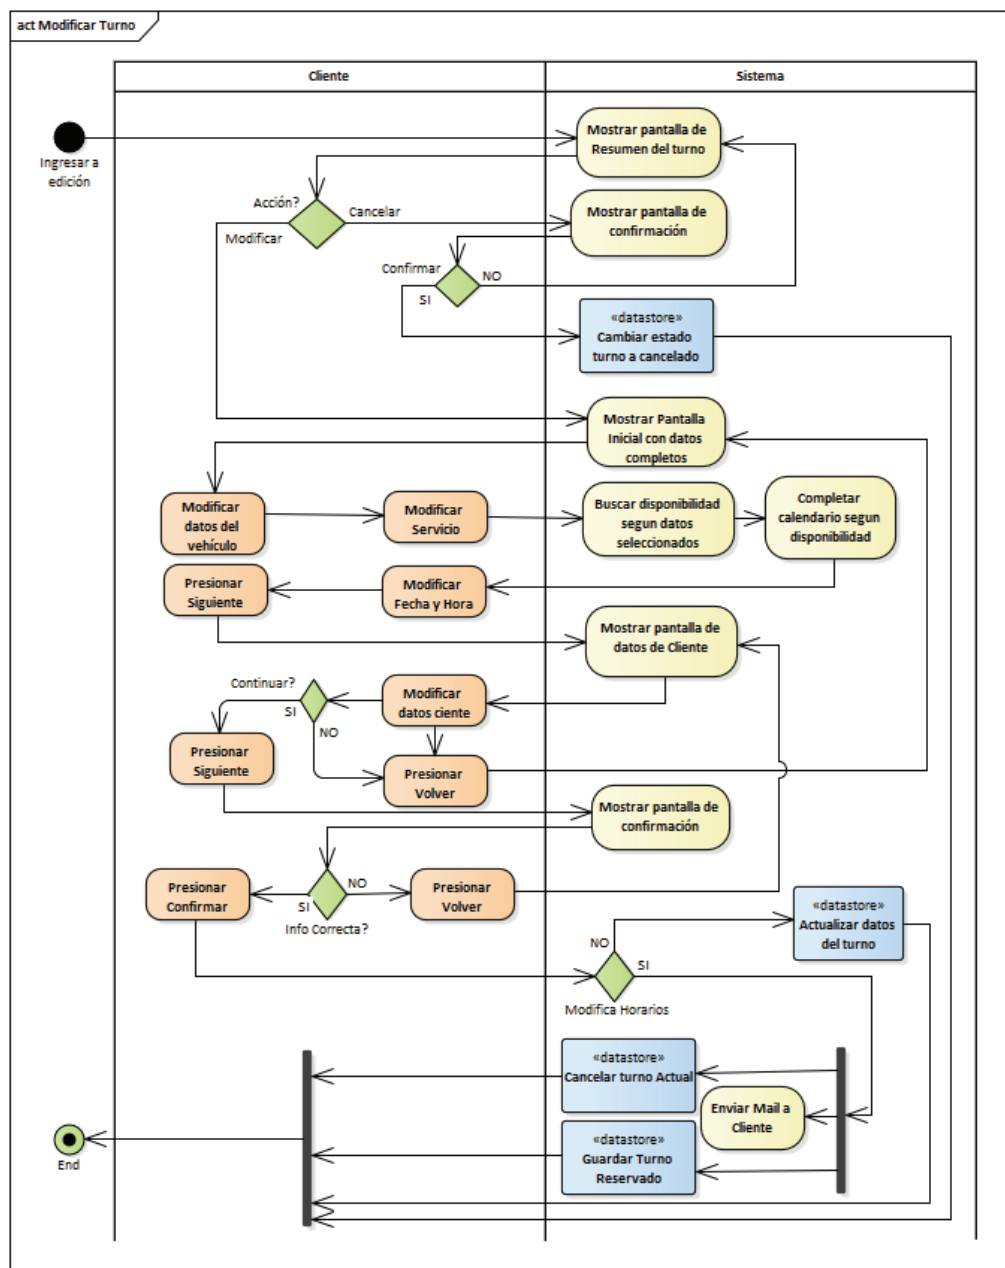 act Modificar Turno
Cliente
Sistema
Ingresar a
edición
Mostrar pantalla de
Resumen del turno
Acción?
Cancelar
Modificar
Mostrar pantalla de
confirmación
Confirmar
NO
SI
«datastore»
Cambiar estado
turno a cancelado
Mostrar Pantalla
Inicial con datos
completos
Modificar
datos del
vehículo
Modificar
Servicio
Buscar disponibilidad
segun datos
seleccionados
Completar
calendario segun
disponibilidad
Presionar
Siguiente
Modificar
Fecha y Hora
Mostrar pantalla de
datos de Cliente
Continuar?
SI
NO
Modificar
datos ciente
Presionar
Siguiente
Presionar
Volver
Mostrar pantalla de
confirmación
Presionar
Confirmar
SI
NO
Info Correcta?
Presionar
Volver
«datastore»
Actualizar datos
del turno
NO
SI
Modifica Horarios
«datastore»
Cancelar turno Actual
Enviar Mail a
Cliente
«datastore»
Guardar Turno
Reservado
End